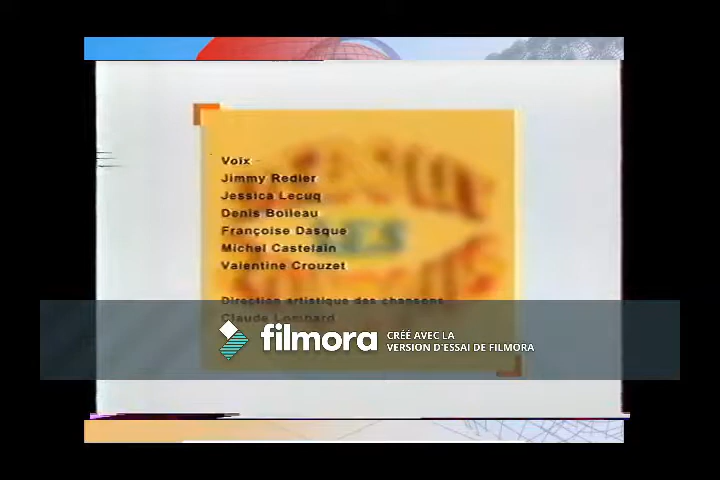 Voix
Jimmy Redler
Jessica Lecuq
Denis Boileau
Françoise Dasque
Michel Castelain
Valentine Crouzet
Direction artistique des chansons
Claude Lombard
filmora
CRÉÉ AVEC LA
VERSION D'ESSAI DE FILMORA